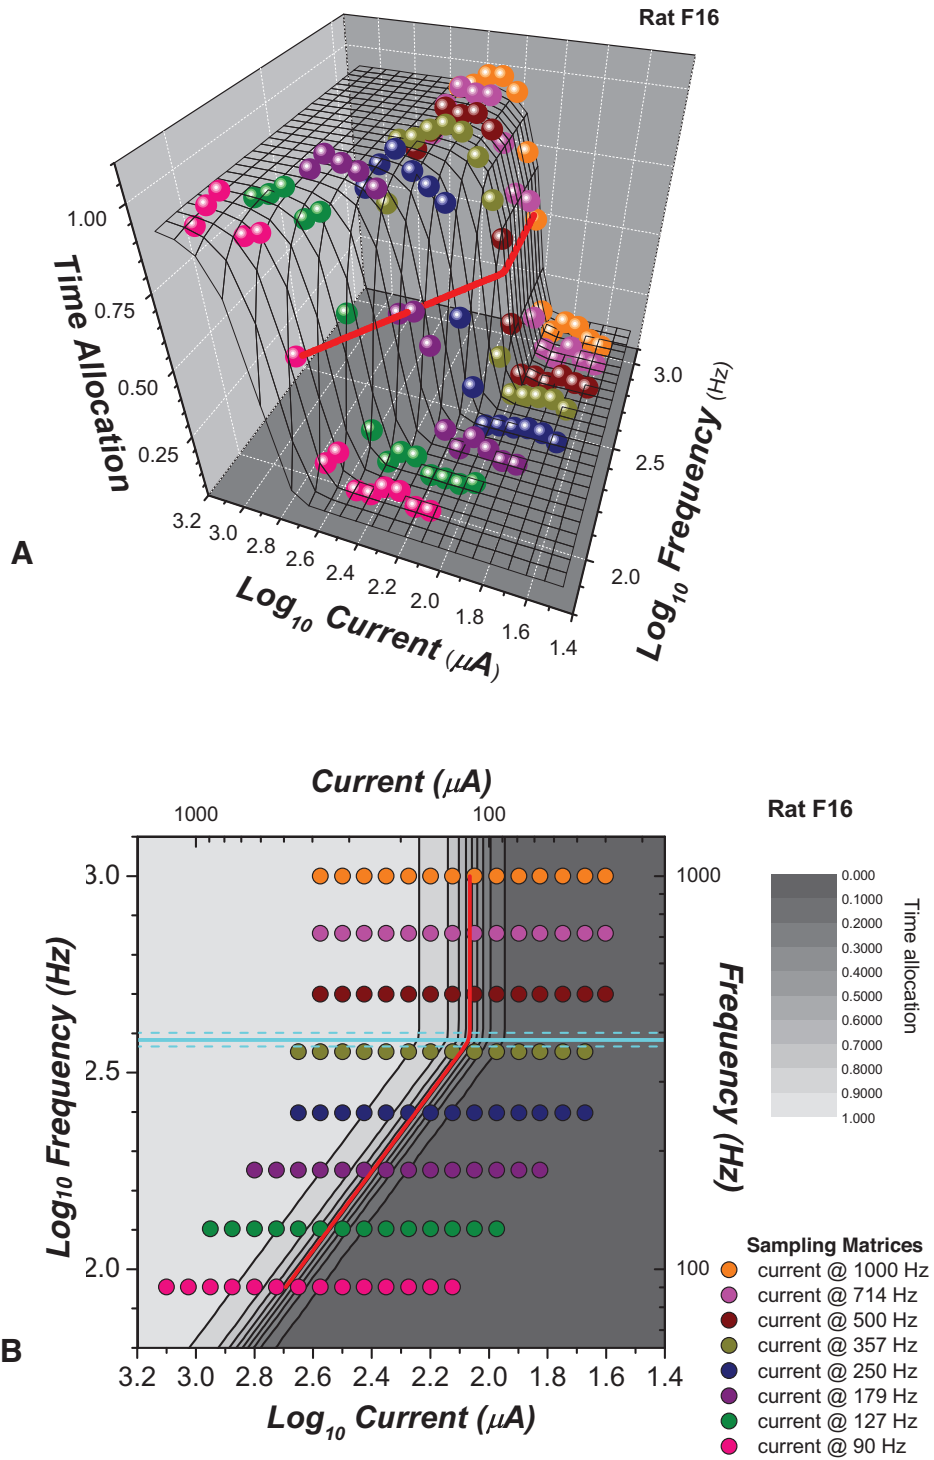 Rat F16
1.00
0.75
0.50
0.25
Time Allocation
3.2
3.0
2.8
2.6
2.4
2.2
2.0
1.8
1.6
1.4
Log10 Current (μA)
3.0
2.5
2.0
Log10 Frequency (Hz)
A
Current (μA)
1000
100
Rat F16
3.0
2.5
2.0
Log10 Frequency (Hz)
1000
100
Frequency (Hz)
0.000
0.1000
0.2000
0.3000
0.4000
0.5000
0.6000
0.7000
0.8000
0.9000
1.000
Time allocation
Sampling Matrices
current @ 1000 Hz
current @ 714 Hz
current @ 500 Hz
current @ 357 Hz
current @ 250 Hz
current @ 179 Hz
current @ 127 Hz
current @ 90 Hz
B
3.2 2.8 2.6 2.4 2.2 2.0 1.8 1.6 1.4
Log10 Current (μA)